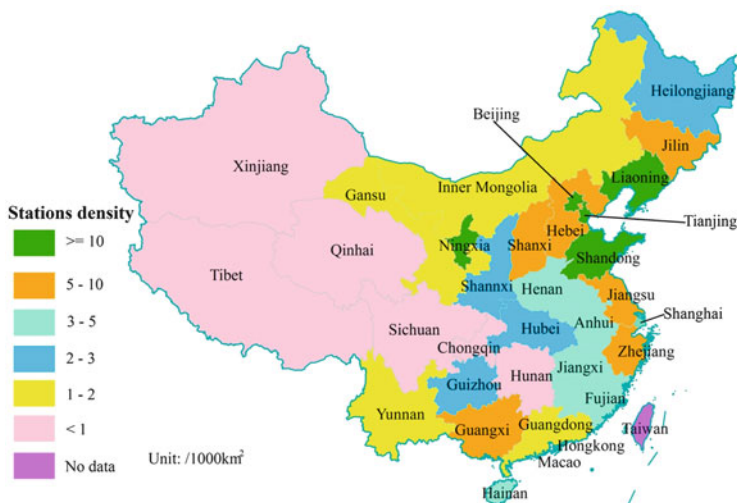 Heilongjiang
Beijing
Jilin
Xinjiang
Liaoning
Gansu
Inner Mongolia
Stations density
Tianjing
>= 10
Hebei
Qinhai
Ningxia
Shanxi
Shandong
5 - 10
Tibet
Shannxi
Henan
Jiangsu
3 - 5
Shanghai
Anhui
Sichuan
Hubei
2 - 3
Chongqin
Zhejiang
Jiangxi
Hunan
Guizhou
1 - 2
Fujian
Yunnan
< 1
Guangxi
Guangdong
Taiwan
Hongkong
No data
Unit: /1000km²
Macao
Hainan